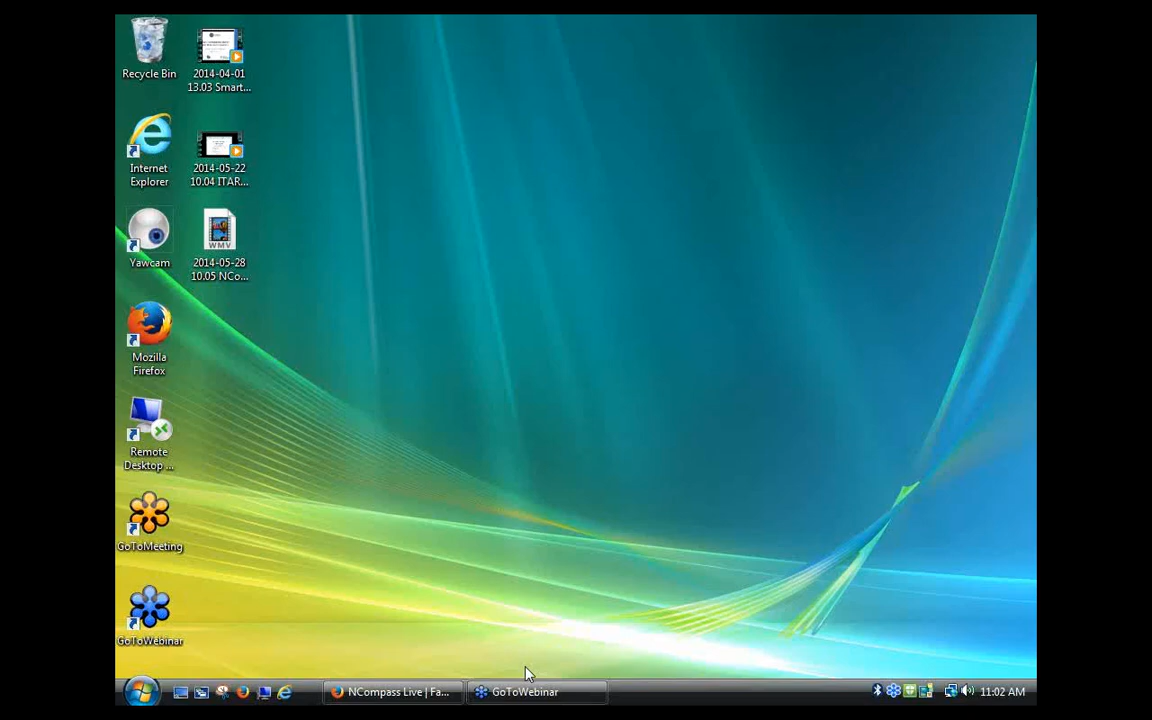 Recycle Bin
2014-04-01
13.03 Smart...
Internet
Explorer
2014-05-22
10.04 ITAR...
Yawcam
WMV
2014-05-28
10.05 NCo...
Mozilla
Firefox
Remote
Desktop ...
GoToMeeting
GoToWebinar
NCompass Live | Fa...
GoToWebinar
11:02 AM